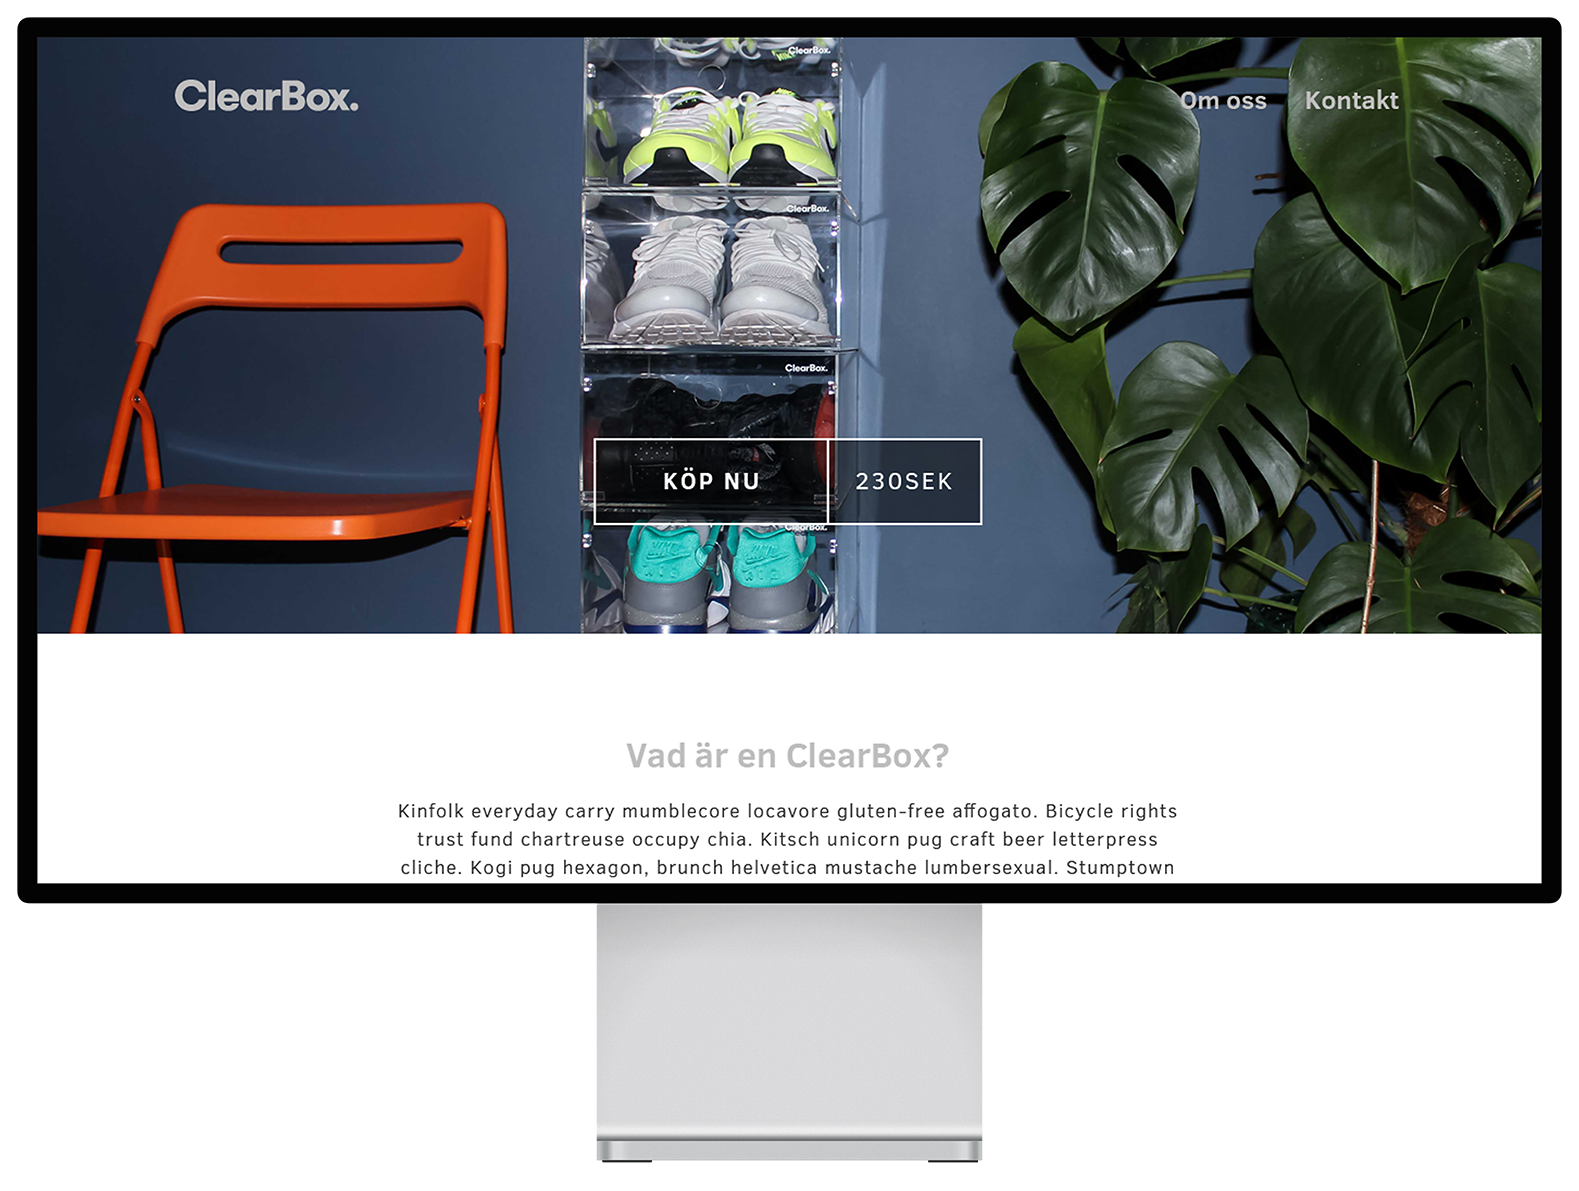 ClearBox.
Om oss Kontakt
ClearBox.
ClearBox.
ClearBox.
KÖP NU 230SEK
ClearBox.
Vad är en ClearBox?
Kinfolk everyday carry mumblecore locavore gluten-free affogato. Bicycle rights
trust fund chartreuse occupy chia. Kitsch unicorn pug craft beer letterpress
cliche. Kogi pug hexagon, brunch helvetica mustache lumbersexual. Stumptown